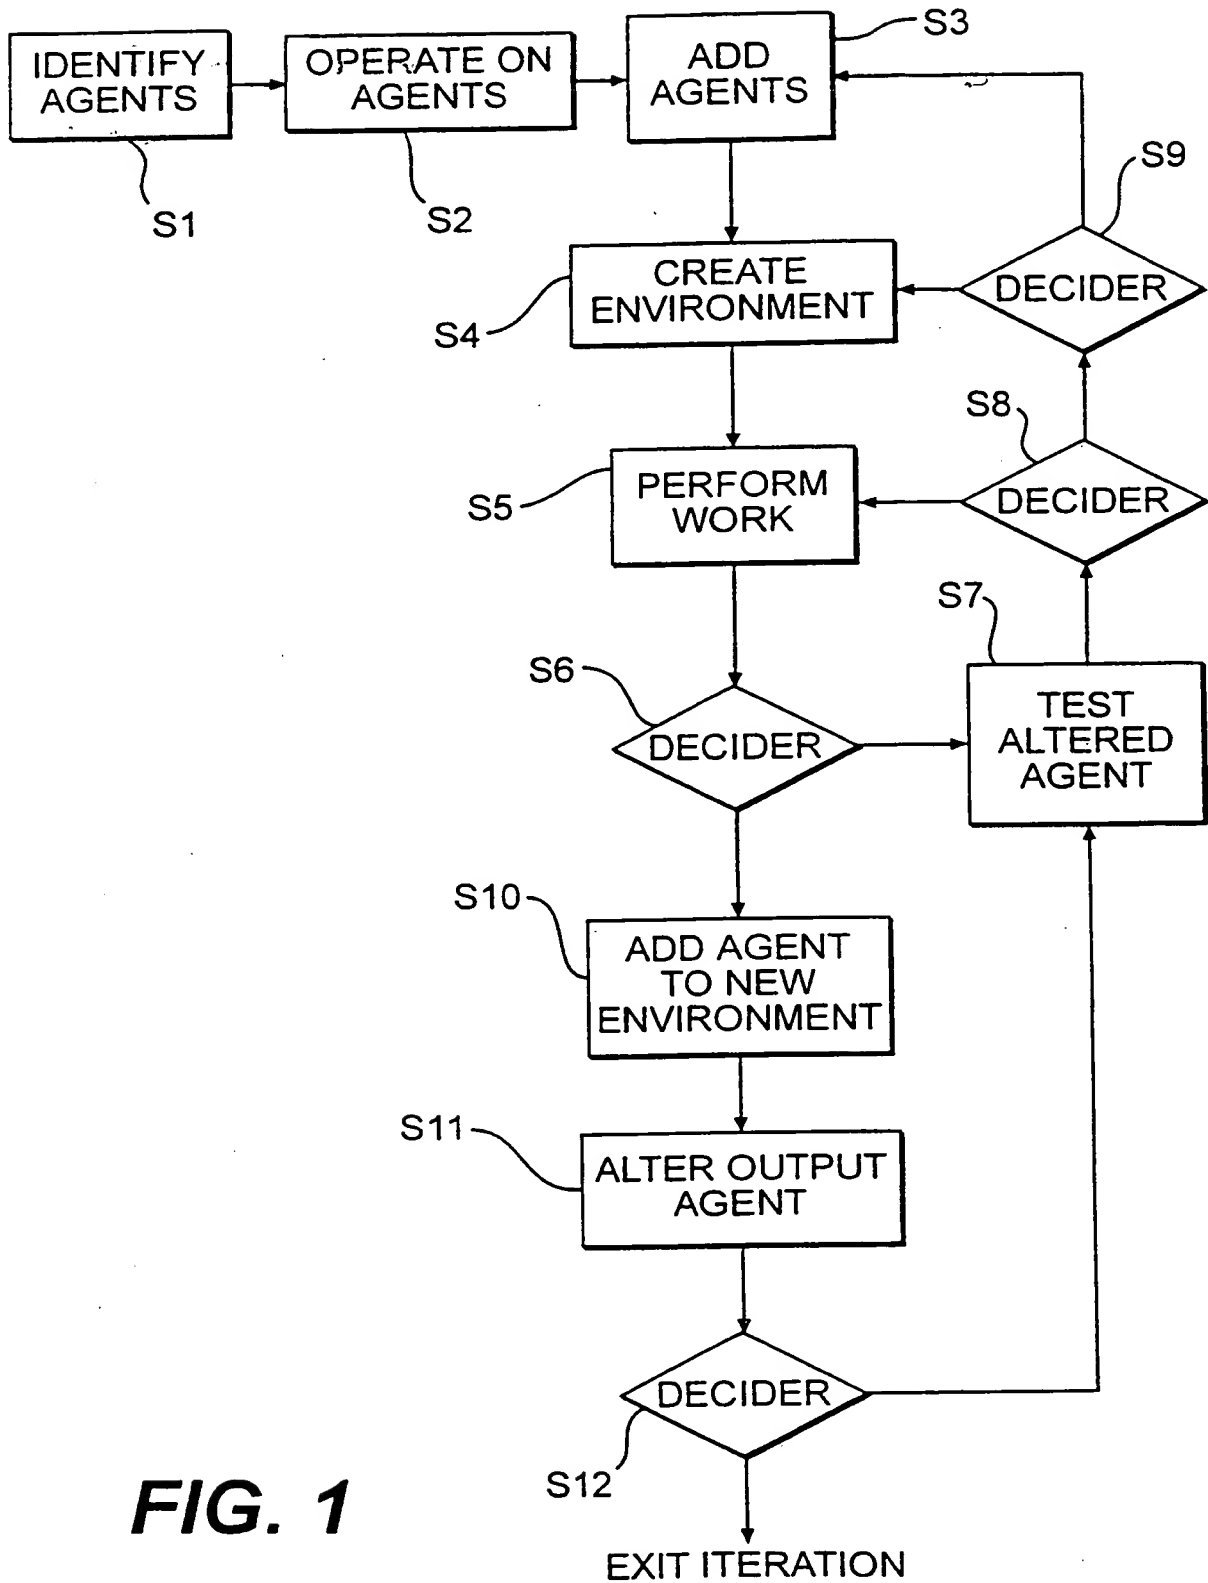 IDENTIFY
AGENTS
S1
OPERATE ON
AGENTS
S2
ADD
AGENTS
S3
CREATE
ENVIRONMENT
S4
DECIDER
S9
PERFORM
WORK
S5
DECIDER
S8
DECIDER
S6
TEST
ALTERED
AGENT
S7
ADD AGENT
TO NEW
ENVIRONMENT
S10
ALTER OUTPUT
AGENT
S11
DECIDER
S12
EXIT ITERATION
FIG. 1